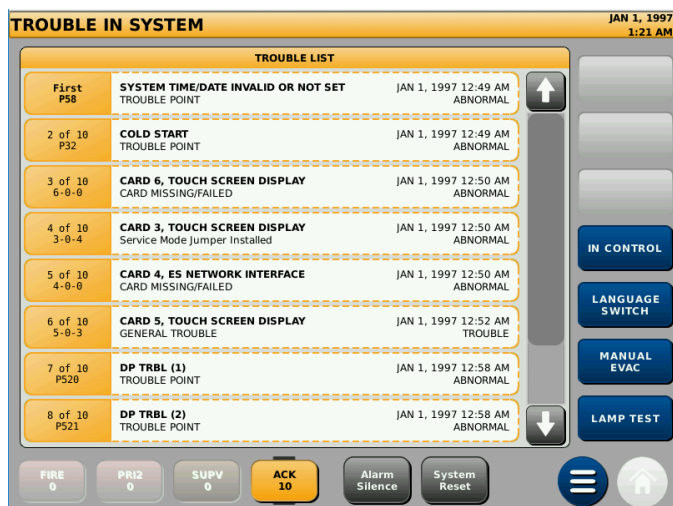 TROUBLE IN SYSTEM
JAN 1, 1997
1:21 AM
TROUBLE LIST
First
P58
SYSTEM TIME/DATE INVALID OR NOT SET
JAN 1, 1997 12:49 AM
TROUBLE POINT
ABNORMAL
2 of 10
P32
COLD START
JAN 1, 1997 12:49 AM
TROUBLE POINT
ABNORMAL
3 of 10
6-0-0
CARD 6, TOUCH SCREEN DISPLAY
JAN 1, 1997 12:50 AM
CARD MISSING/FAILED
ABNORMAL
4 of 10
3-0-4
CARD 3, TOUCH SCREEN DISPLAY
JAN 1, 1997 12:50 AM
Service Mode Jumper Installed
ABNORMAL
5 of 10
4-0-0
CARD 4, ES NETWORK INTERFACE
JAN 1, 1997 12:50 AM
CARD MISSING/FAILED
ABNORMAL
6 of 10
5-0-3
CARD 5, TOUCH SCREEN DISPLAY
JAN 1, 1997 12:52 AM
GENERAL TROUBLE
TROUBLE
7 of 10
P520
DP TRBL (1)
JAN 1, 1997 12:58 AM
TROUBLE POINT
ABNORMAL
8 of 10
P521
DP TRBL (2)
JAN 1, 1997 12:58 AM
TROUBLE POINT
ABNORMAL
IN CONTROL
LANGUAGE
SWITCH
MANUAL
EVAC
LAMP TEST
FIRE
0
PRI2
0
SUPV
0
ACK
10
Alarm
Silence
System
Reset